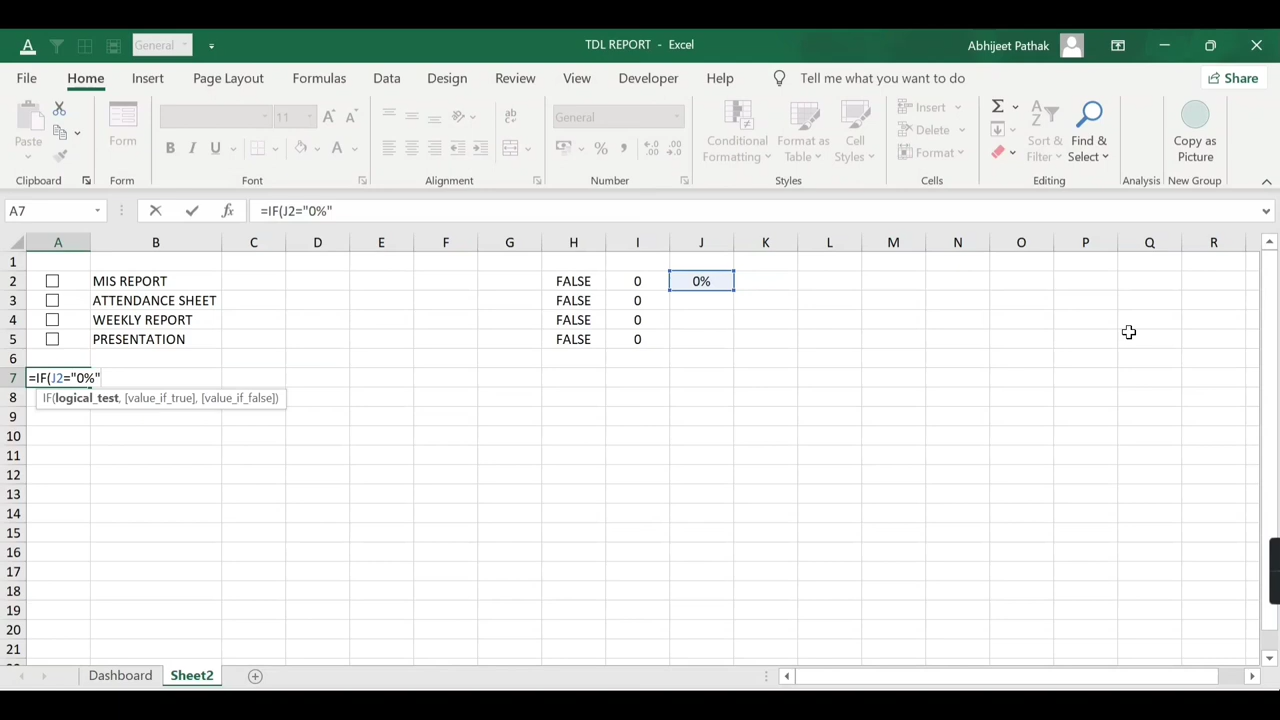 General
TDL REPORT - Excel
Abhijeet Pathak
File Home Insert Page Layout Formulas Data Design Review View Developer Help Tell me what you want to do Share
Paste
Form
11
B I U
General
Conditional Formatting
Format as Table
Cell Styles
Insert
Delete
Format
Sort & Filter
Find & Select
Copy as Picture
Clipboard Form Font Alignment Number Styles Cells Editing Analysis New Group
A7 fx =IF(J2="0%"
A B C D E F G H I J K L M N O P Q R
1
2 MIS REPORT FALSE 0 0%
3 ATTENDANCE SHEET FALSE 0
4 WEEKLY REPORT FALSE 0
5 PRESENTATION FALSE 0
6
7 =IF(J2="0%"
8 IF(logical_test, [value_if_true], [value_if_false])
9
10
11
12
13
14
15
16
17
18
19
20
21
Dashboard Sheet2